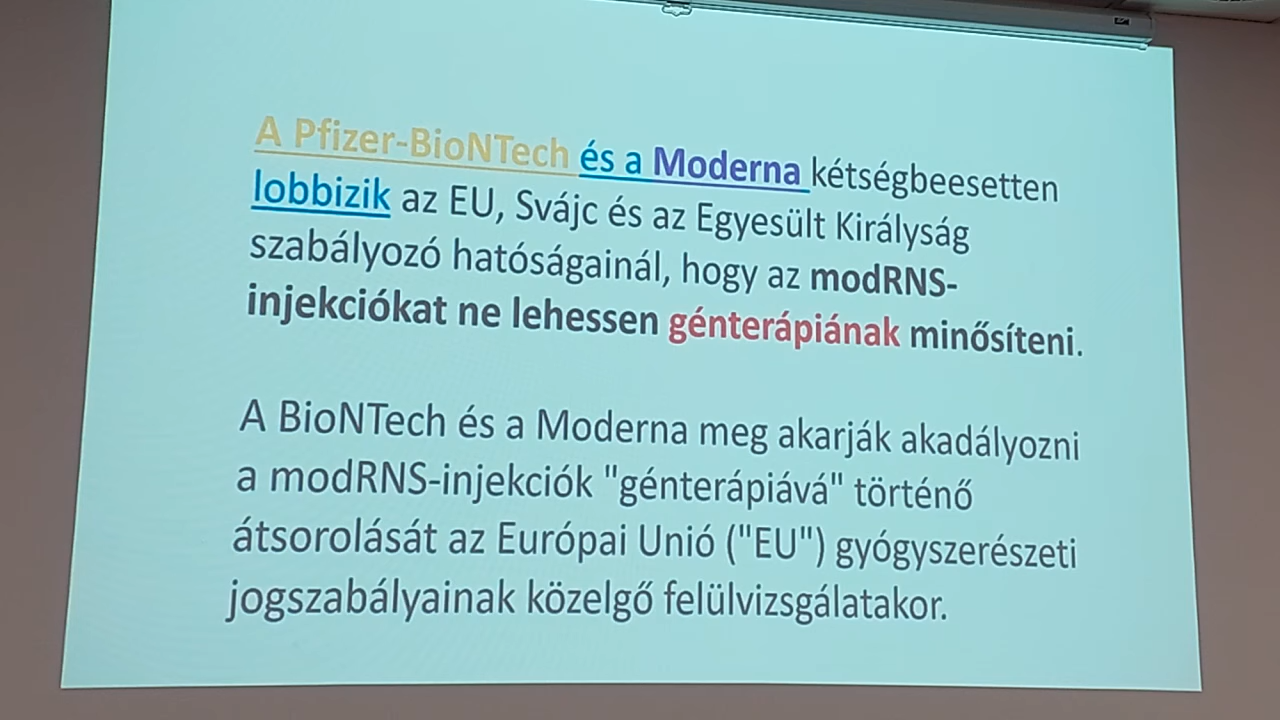 A Pfizer-BioNTech és a Moderna kétségbeesetten
lobbizik az EU, Svájc és az Egyesült Királyság
szabályozó hatóságainál, hogy az modRNS-
injekciókat ne lehessen génterápiának minősíteni.
A BioNTech és a Moderna meg akarják akadályozni
a modRNS-injekciók "génterápiává" történő
átsorolását az Európai Unió ("EU") gyógyszerészeti
jogszabályainak közelgő felülvizsgálatakor.